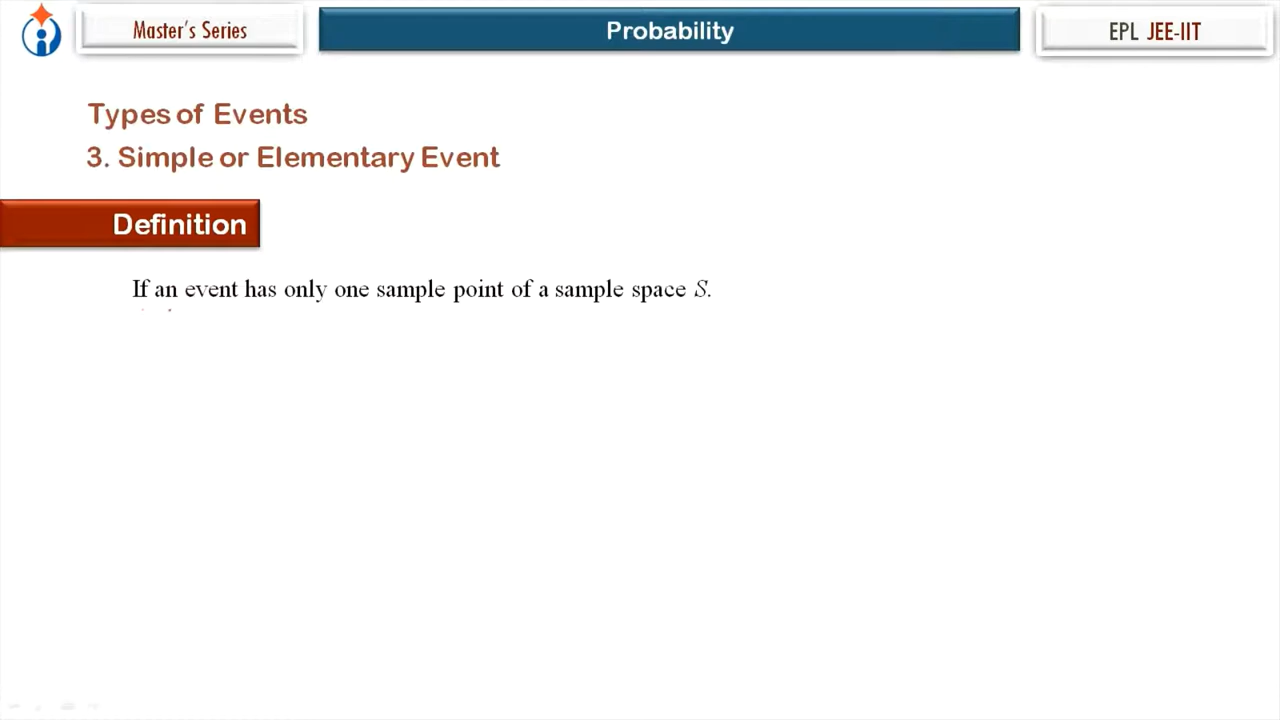 Master's Series
Probability
EPL JEE-IIT
Types of Events
3. Simple or Elementary Event
Definition
If an event has only one sample point of a sample space S.